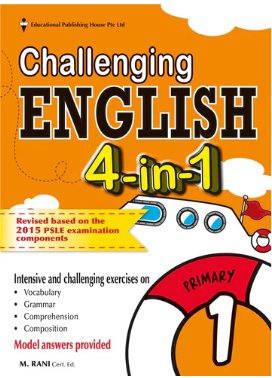 Educational Publishing House Pte Ltd
Challenging
ENGLISH
4-in-1
Revised based on the
2015 PSLE examination
components
Intensive and challenging exercises on
• Vocabulary
• Grammar
• Comprehension
• Composition
Model answers provided
M. RANI Cert. Ed.
PRIMARY
1